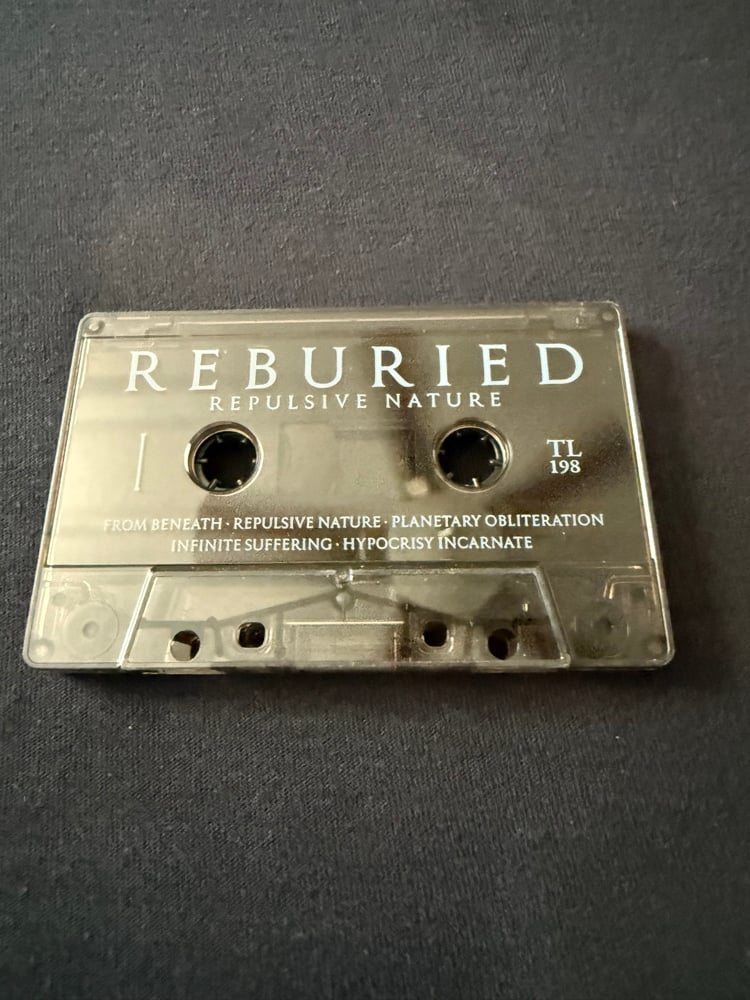 REBURIED
REPULSIVE NATURE
TL
198
FROM BENEATH · REPULSIVE NATURE · PLANETARY OBLITERATION
INFINITE SUFFERING · HYPOCRISY INCARNATE